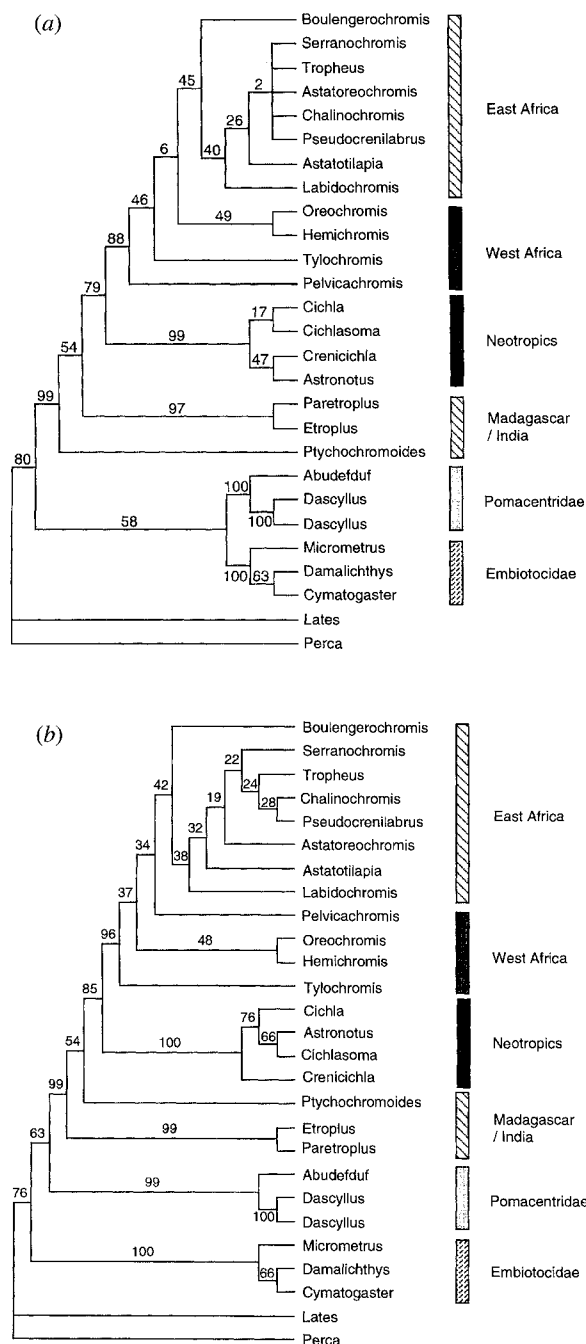 (a)
Boulengerochromis
Serranochromis
45
2
Tropheus
Astatoreochromis
East Africa
26
Chalinochromis
Pseudocrenilabrus
6
40
Astatotilapia
Labidochromis
46
49
Oreochromis
Hemichromis
West Africa
88
Tylochromis
Pelvicachromis
79
17
Cichla
Cichlasoma
Neotropics
99
54
47
Crenicichla
Astronotus
99
97
Paretroplus
Etroplus
Madagascar
/ India
Ptychochromoides
80
100
Abudefduf
Dascyllus
Pomacentridae
58
100
Dascyllus
Micrometrus
100
63
Damalichthys
Embiotocidae
Cymatogaster
Lates
Perca
(b)
Boulengerochromis
22
Serranochromis
42
24
Tropheus
19
28
Chalinochromis
East Africa
32
Pseudocrenilabrus
34
38
Astatoreochromis
Astatotilapia
37
Labidochromis
Pelvicachromis
96
48
Oreochromis
West Africa
Hemichromis
85
Tylochromis
76
Cichla
54
66
Astronotus
Neotropics
100
Cichlasoma
Crenicichla
99
Ptychochromoides
99
Etroplus
Madagascar
/ India
63
Paretroplus
99
Abudefduf
76
Dascyllus
Pomacentridae
100
Dascyllus
100
Micrometrus
66
Damalichthys
Embiotocidae
Cymatogaster
Lates
Perca